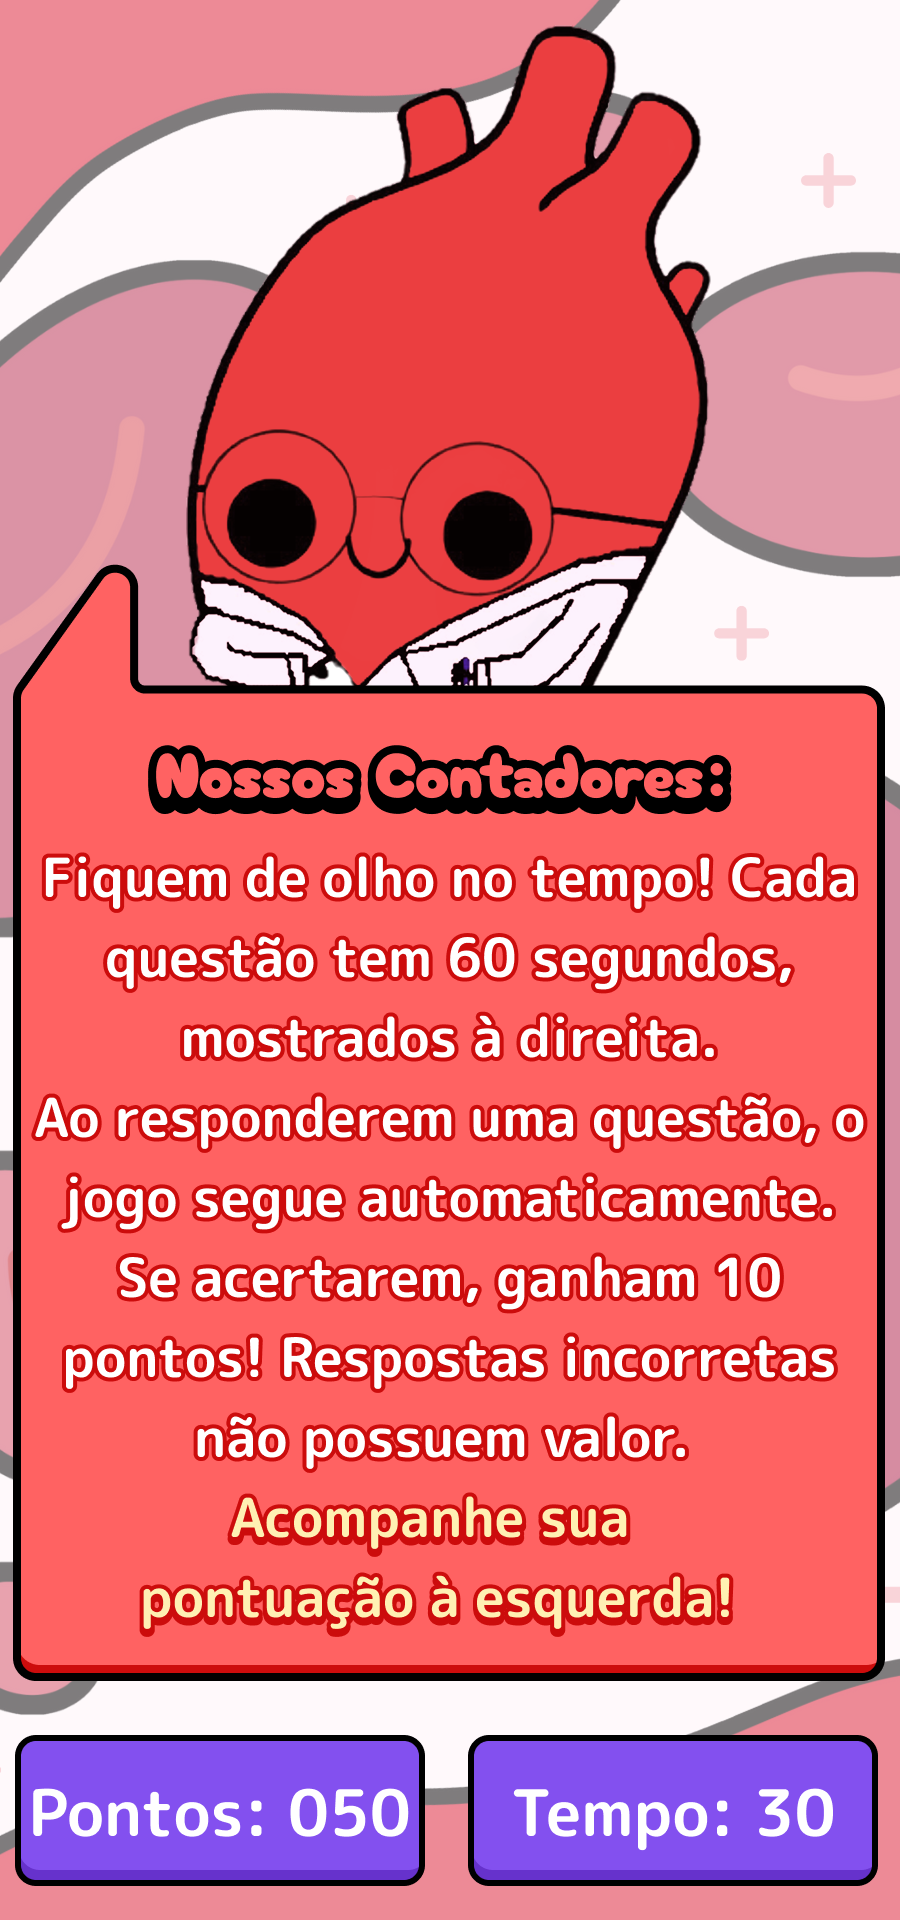 Nossos Contadores:
Fiquem de olho no tempo! Cada
questão tem 60 segundos,
mostrados à direita.
Ao responderem uma questão, o
jogo segue automaticamente.
Se acertarem, ganham 10
pontos! Respostas incorretas
não possuem valor.
Acompanhe sua
pontuação à esquerda!
Pontos: 050
Tempo: 30